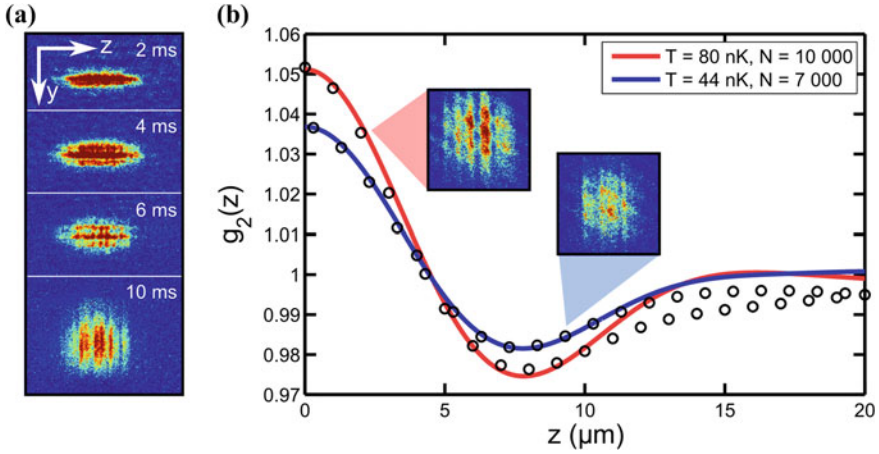 (a)
z
y
2 ms
4 ms
6 ms
10 ms
(b)
1.06
1.05
1.04
1.03
1.02
1.01
1
0.99
0.98
0.97
g₂(z)
T = 80 nK, N = 10 000
T = 44 nK, N = 7 000
0
5
10
15
20
z (µm)